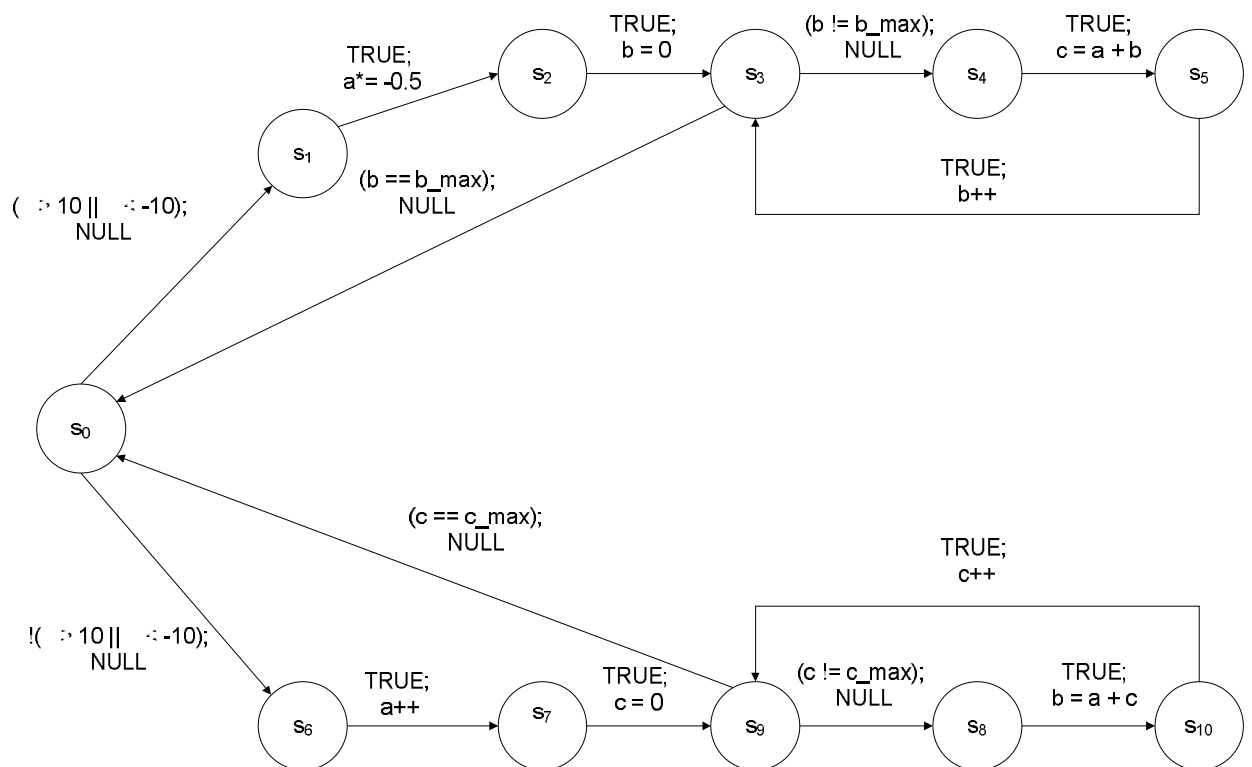 TRUE;
a*= -0.5
s2
TRUE;
b = 0
s3
(b != b_max);
NULL
s4
TRUE;
c = a + b
s5
s1
(b == b_max);
NULL
TRUE;
b++
( > 10 || < -10);
NULL
s0
(c == c_max);
NULL
TRUE;
c++
!( > 10 || < -10);
NULL
s6
TRUE;
a++
s7
TRUE;
c = 0
s9
(c != c_max);
NULL
s8
TRUE;
b = a + c
s10